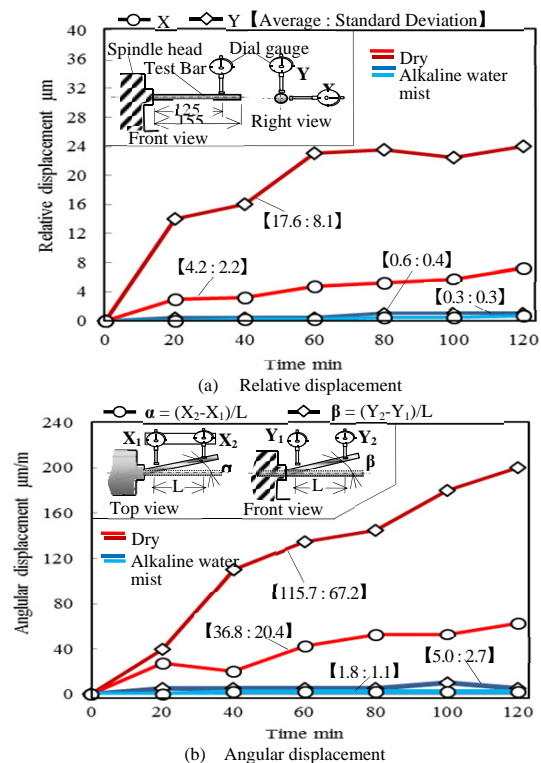 X Y【Average : Standard Deviation】
40
36
32
28
24
20
16
12
8
4
0
Relative displacement μm
Spindle head
Dial gauge
Test Bar
Y
X
125
155
Right view
Front view
Dry
Alkaline water
mist
【17.6 : 8.1】
【4.2 : 2.2】
【0.6 : 0.4】
【0.3 : 0.3】
0 20 40 60 80 100 120
Time min
(a) Relative displacement
α = (X₂-X₁)/L β = (Y₂-Y₁)/L
240
200
160
120
80
40
0
Anglular displacement μm/m
X₁ X₂ Y₁ Y₂
α β
L L
Top view Front view
Dry
Alkaline water
mist
【115.7 : 67.2】
【36.8 : 20.4】
【5.0 : 2.7】
【1.8 : 1.1】
0 20 40 60 80 100 120
Time min
(b) Angular displacement